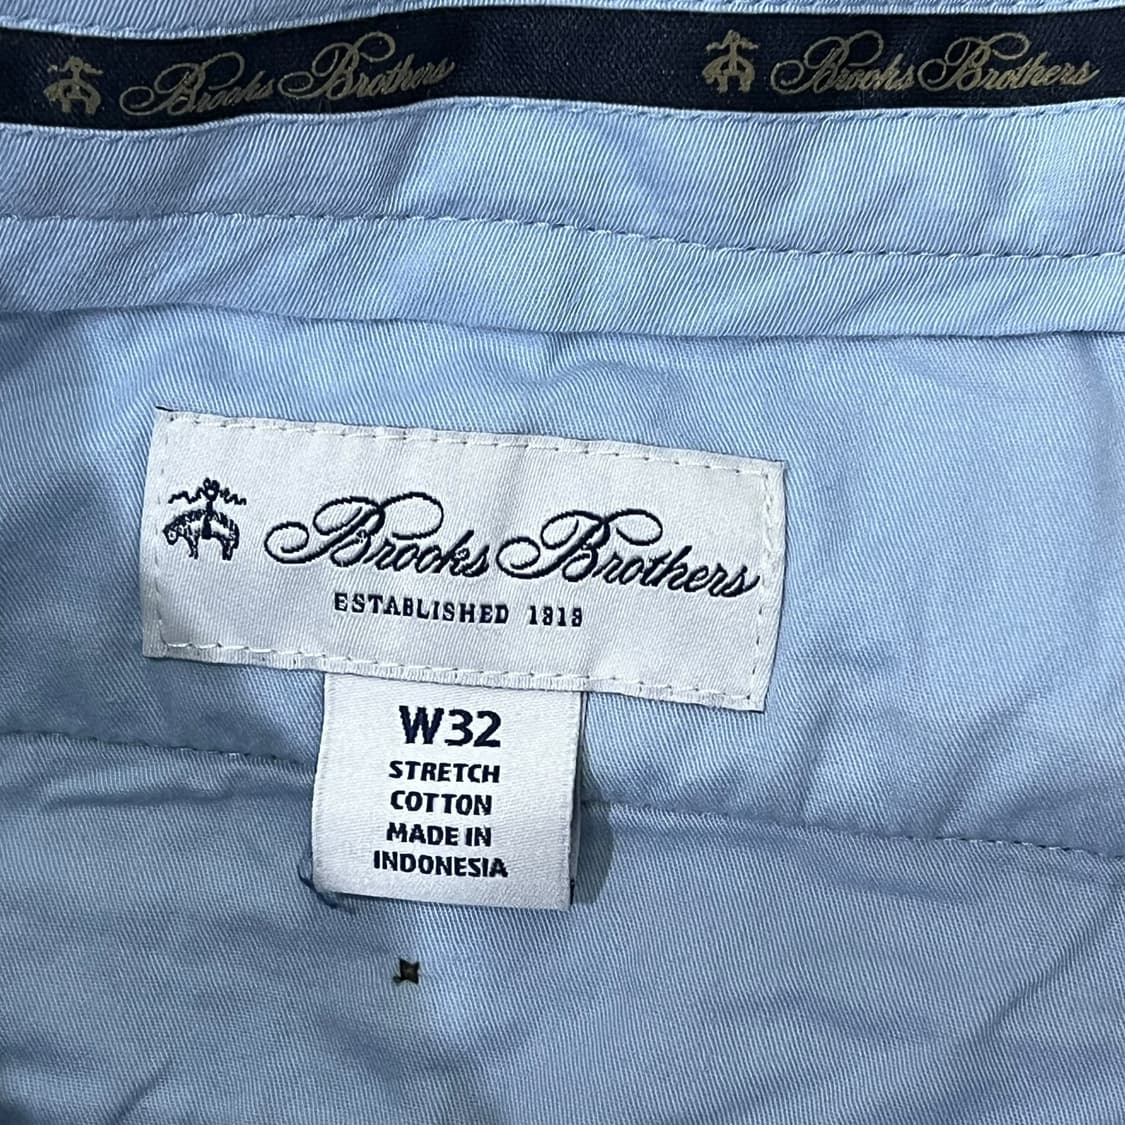 Brooks Brothers Brooks Brothers
Brooks Brothers
ESTABLISHED 1818
W32
STRETCH
COTTON
MADE IN
INDONESIA